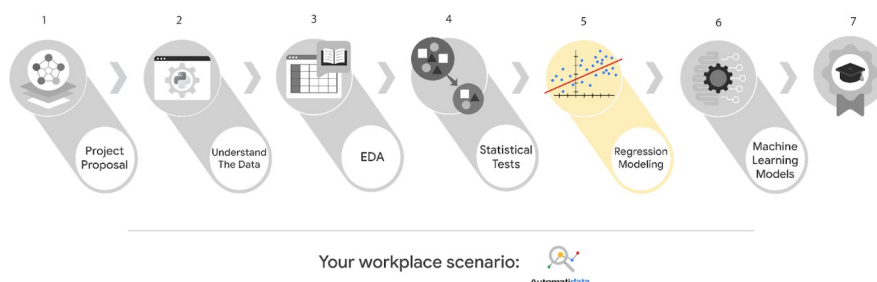 1
2
3
4
5
6
7
Project
Proposal
Understand
The Data
EDA
Statistical
Tests
Regression
Modeling
Machine
Learning
Models
Your workplace scenario:
Automatidata